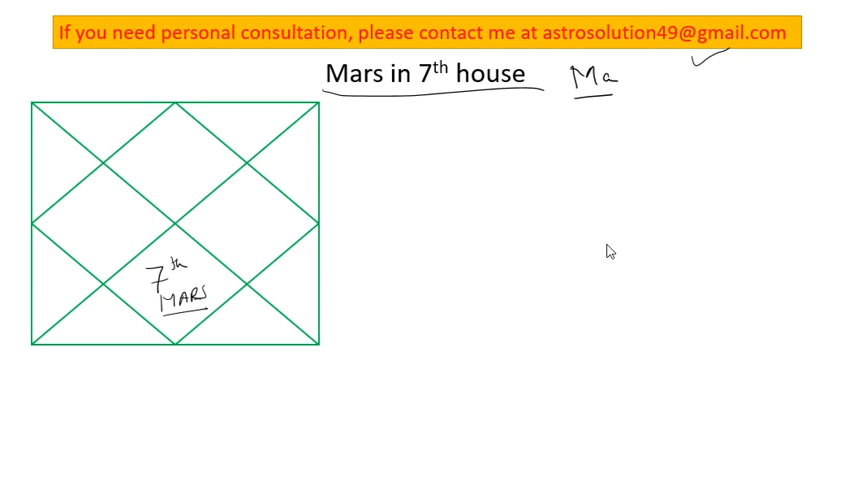 If you need personal consultation, please contact me at astrosolution49@gmail.com
Mars in 7th house Ma
7th
MARS